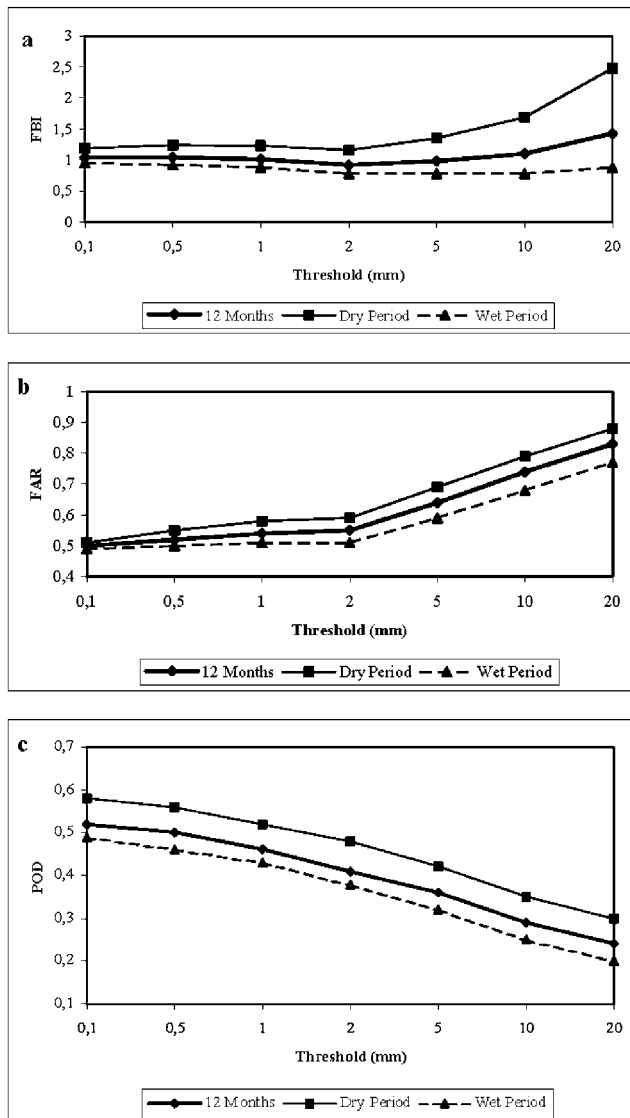 a
3
2,5
2
1,5
1
0,5
0
FBI
0,1 0,5 1 2 5 10 20
Threshold (mm)
12 Months Dry Period Wet Period
b
1
0,9
0,8
0,7
0,6
0,5
0,4
FAR
0,1 0,5 1 2 5 10 20
Threshold (mm)
12 Months Dry Period Wet Period
c
0,7
0,6
0,5
0,4
0,3
0,2
0,1
POD
0,1 0,5 1 2 5 10 20
Threshold (mm)
12 Months Dry Period Wet Period